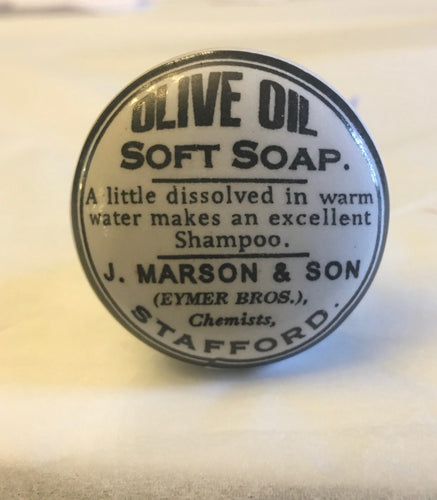 OLIVE OIL
SOFT SOAP.
A little dissolved in warm
water makes an excellent
Shampoo.
J. MARSON & SON
(EYMER BROS.),
Chemists,
STAFFORD.